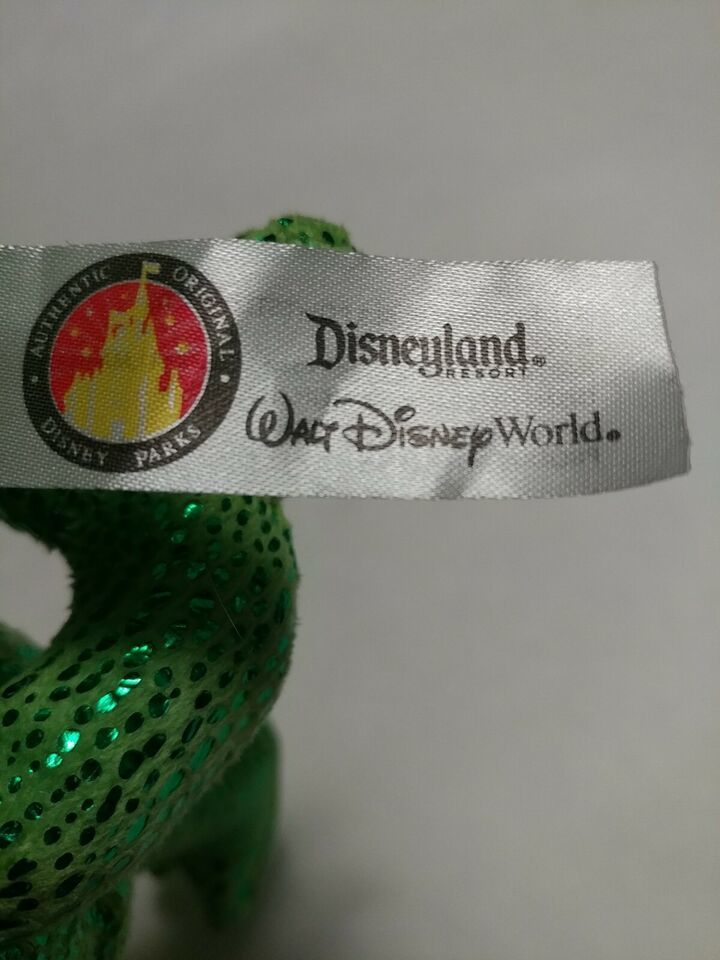 AUTHENTIC ORIGINAL
DISNEY PARKS
Disneyland®
RESORT
WALT DISNEY World®